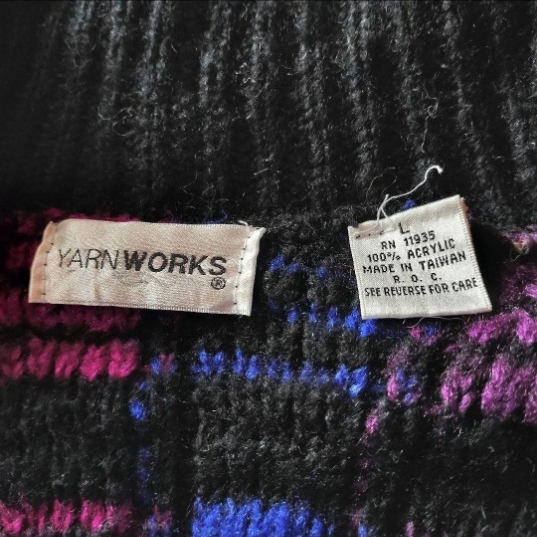 YARNWORKS
®
L
RN 11935
100% ACRYLIC
MADE IN TAIWAN
R. O. C.
SEE REVERSE FOR CARE